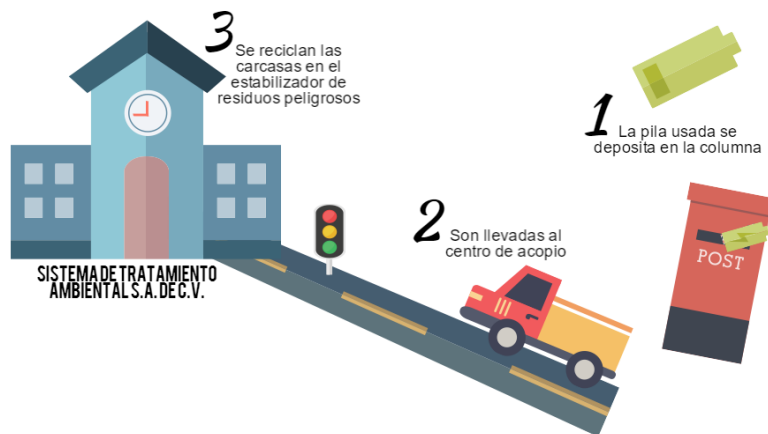 3 Se reciclan las
carcasas en el
estabilizador de
residuos peligrosos
1 La pila usada se
deposita en la columna
2 Son llevadas al
centro de acopio
POST
SISTEMA DE TRATAMIENTO
AMBIENTAL S.A. DE C.V.